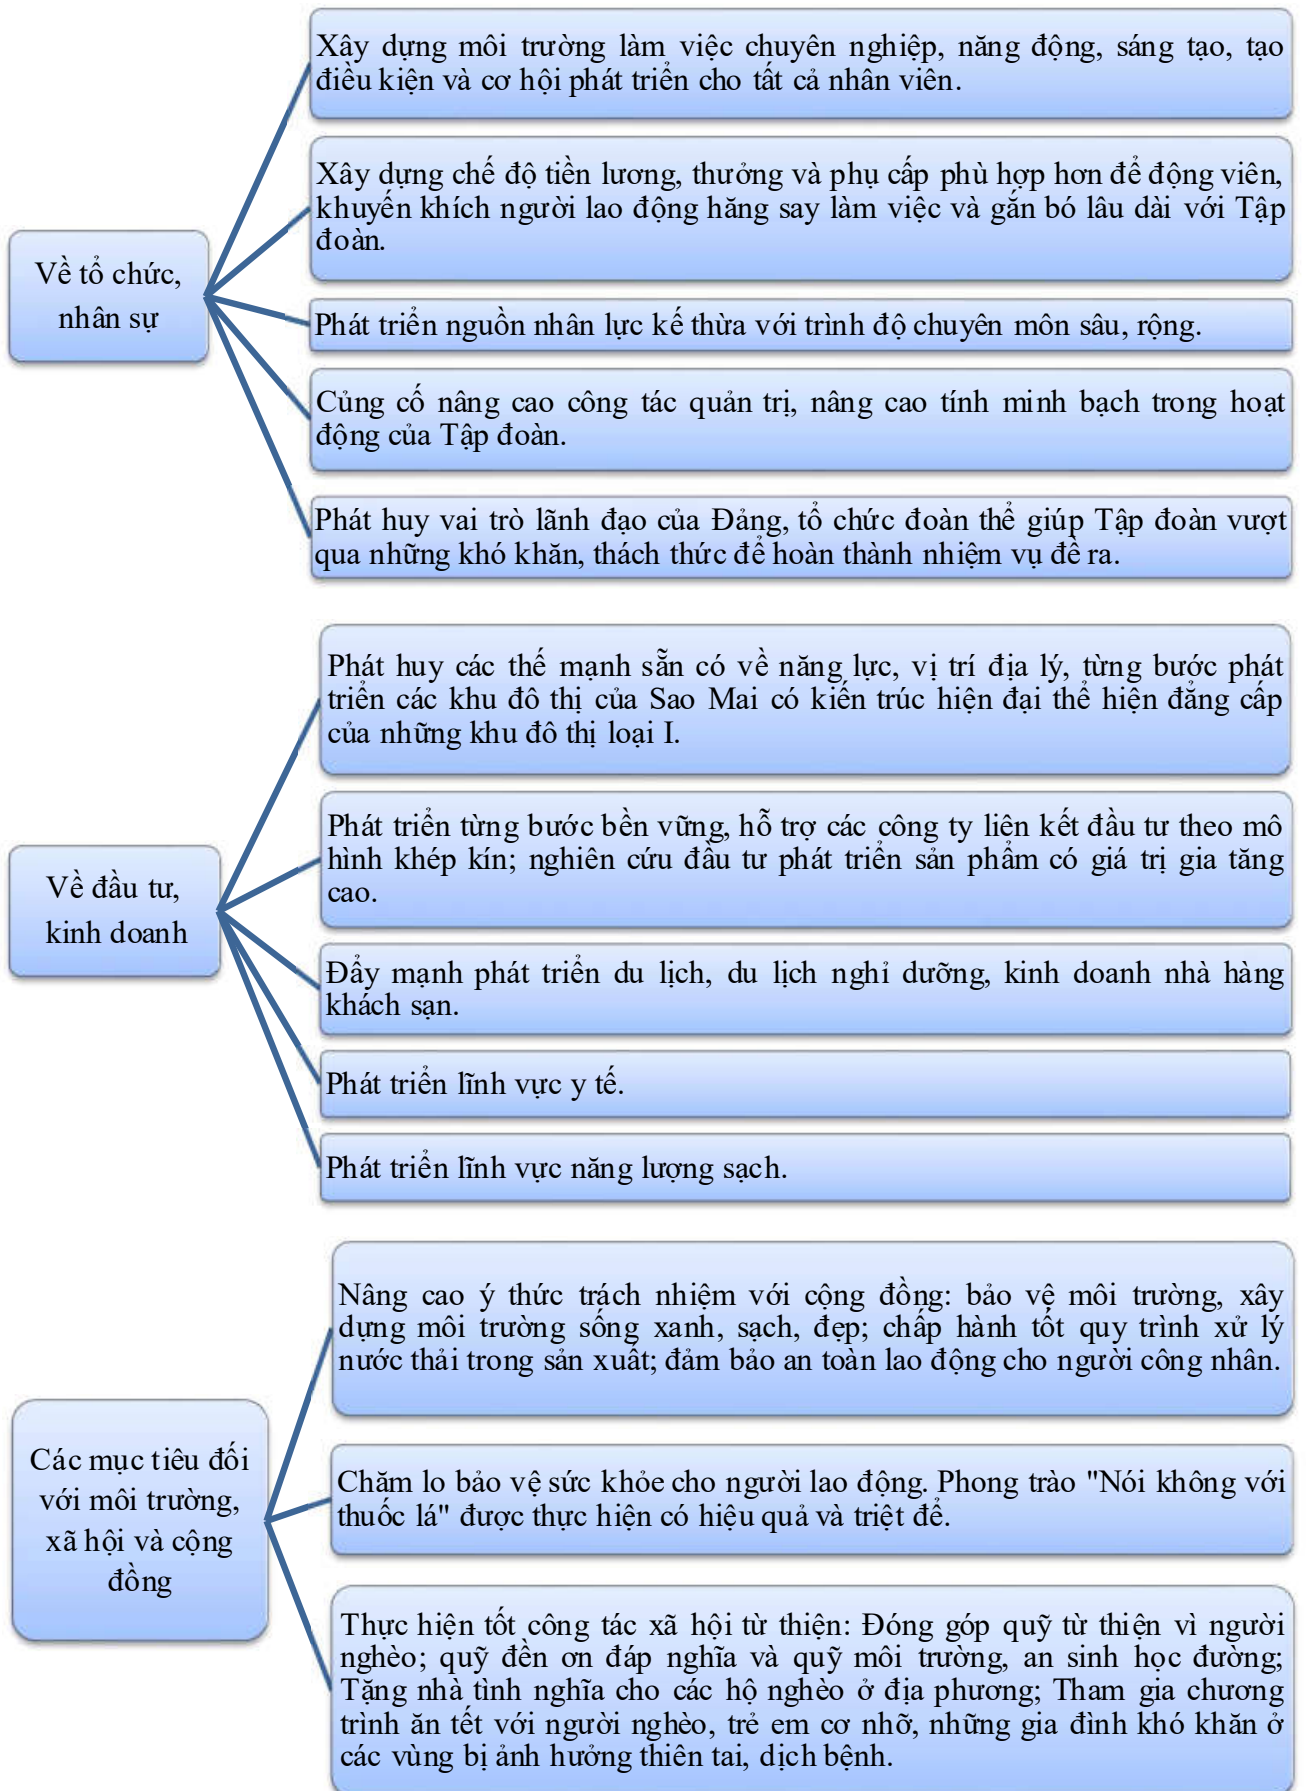 Về tổ chức,
nhân sự
Xây dựng môi trường làm việc chuyên nghiệp, năng động, sáng tạo, tạo
điều kiện và cơ hội phát triển cho tất cả nhân viên.
Xây dựng chế độ tiền lương, thưởng và phụ cấp phù hợp hơn để động viên,
khuyến khích người lao động hăng say làm việc và gắn bó lâu dài với Tập
đoàn.
Phát triển nguồn nhân lực kế thừa với trình độ chuyên môn sâu, rộng.
Củng cố nâng cao công tác quản trị, nâng cao tính minh bạch trong hoạt
động của Tập đoàn.
Phát huy vai trò lãnh đạo của Đảng, tổ chức đoàn thể giúp Tập đoàn vượt
qua những khó khăn, thách thức để hoàn thành nhiệm vụ đề ra.
Về đầu tư,
kinh doanh
Phát huy các thế mạnh sẵn có về năng lực, vị trí địa lý, từng bước phát
triển các khu đô thị của Sao Mai có kiến trúc hiện đại thể hiện đẳng cấp
của những khu đô thị loại I.
Phát triển từng bước bền vững, hỗ trợ các công ty liên kết đầu tư theo mô
hình khép kín; nghiên cứu đầu tư phát triển sản phẩm có giá trị gia tăng
cao.
Đẩy mạnh phát triển du lịch, du lịch nghỉ dưỡng, kinh doanh nhà hàng
khách sạn.
Phát triển lĩnh vực y tế.
Phát triển lĩnh vực năng lượng sạch.
Các mục tiêu đối
với môi trường,
xã hội và cộng
đồng
Nâng cao ý thức trách nhiệm với cộng đồng: bảo vệ môi trường, xây
dựng môi trường sống xanh, sạch, đẹp; chấp hành tốt quy trình xử lý
nước thải trong sản xuất; đảm bảo an toàn lao động cho người công nhân.
Chăm lo bảo vệ sức khỏe cho người lao động. Phong trào "Nói không với
thuốc lá" được thực hiện có hiệu quả và triệt để.
Thực hiện tốt công tác xã hội từ thiện: Đóng góp quỹ từ thiện vì người
nghèo; quỹ đền ơn đáp nghĩa và quỹ môi trường, an sinh học đường;
Tặng nhà tình nghĩa cho các hộ nghèo ở địa phương; Tham gia chương
trình ăn tết với người nghèo, trẻ em cơ nhỡ, những gia đình khó khăn ở
các vùng bị ảnh hưởng thiên tai, dịch bệnh.